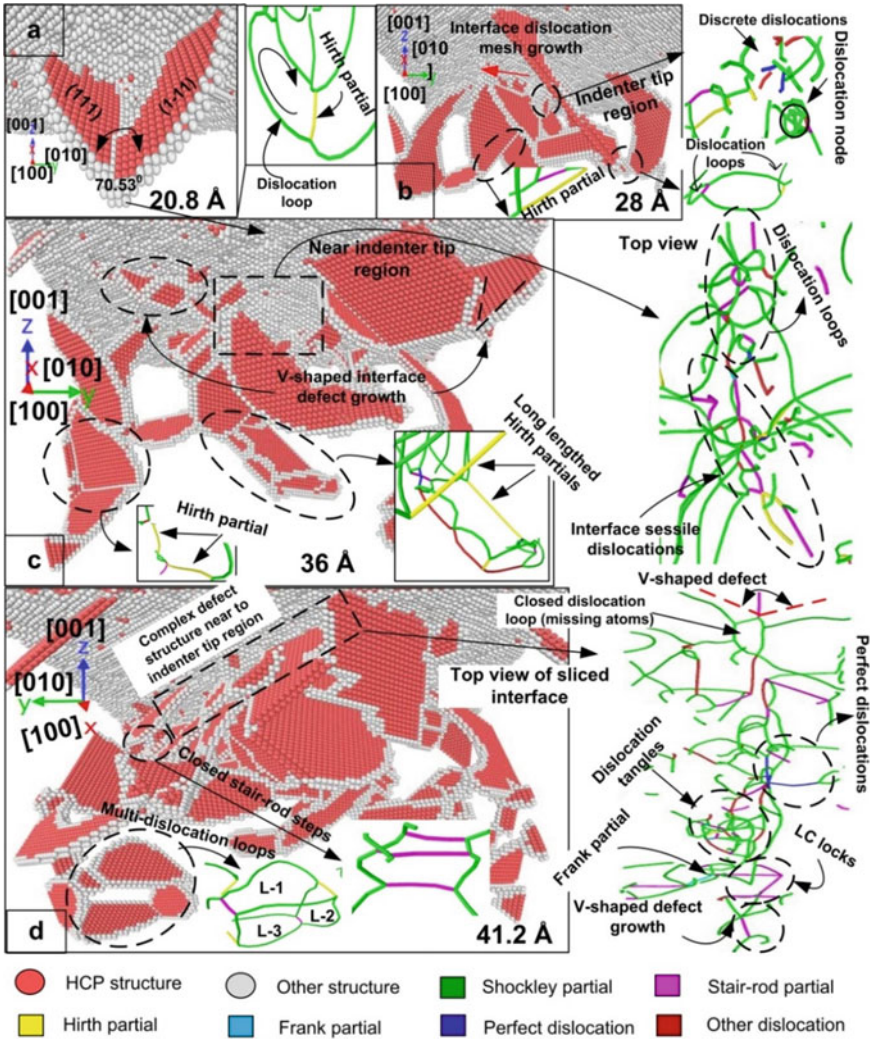 a
(111)
(1-11)
[001]
[010]
[100]
70.53⁰
20.8 Å
Hirth partial
Dislocation
loop
[001]
[010
]
[100]
Interface dislocation
mesh growth
Indenter tip
region
Hirth partial
b
28 Å
Discrete dislocations
Dislocation node
Dislocation
loops
Near indenter tip
region
[001]
z
x
[010]
y
[100]
V-shaped interface
defect growth
Hirth partial
Long lengthed
Hirth partials
c
36 Å
Top view
Dislocation loops
Interface sessile
dislocations
Complex defect
structure near to
indenter tip region
[001]
z
[010]
y
[100]
x
Top view of sliced
interface
Closed stair-rod steps
Multi-dislocation loops
L-1
L-2
L-3
d
41.2 Å
V-shaped defect
Closed dislocation
loop (missing atoms)
Perfect dislocations
Dislocation
tangles
Frank partial
LC locks
V-shaped defect
growth
HCP structure
Other structure
Shockley partial
Stair-rod partial
Hirth partial
Frank partial
Perfect dislocation
Other dislocation